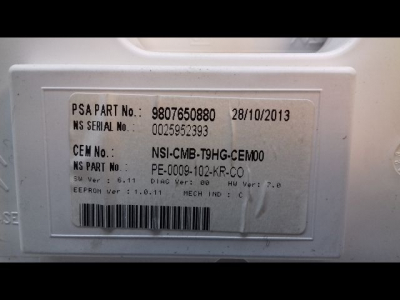 PSA PART No.: 9807650880 28/10/2013
NS SERIAL No: 0025952393
CEM No: NSI-CMB-T9HG-CEM00
NS PART No: PE-0009-102-KR-CO
SW Ver : 6.11 DIAG Ver: 00 HW Ver: 7.0
EEPROM Ver : 1.0.11 MECH IND : C